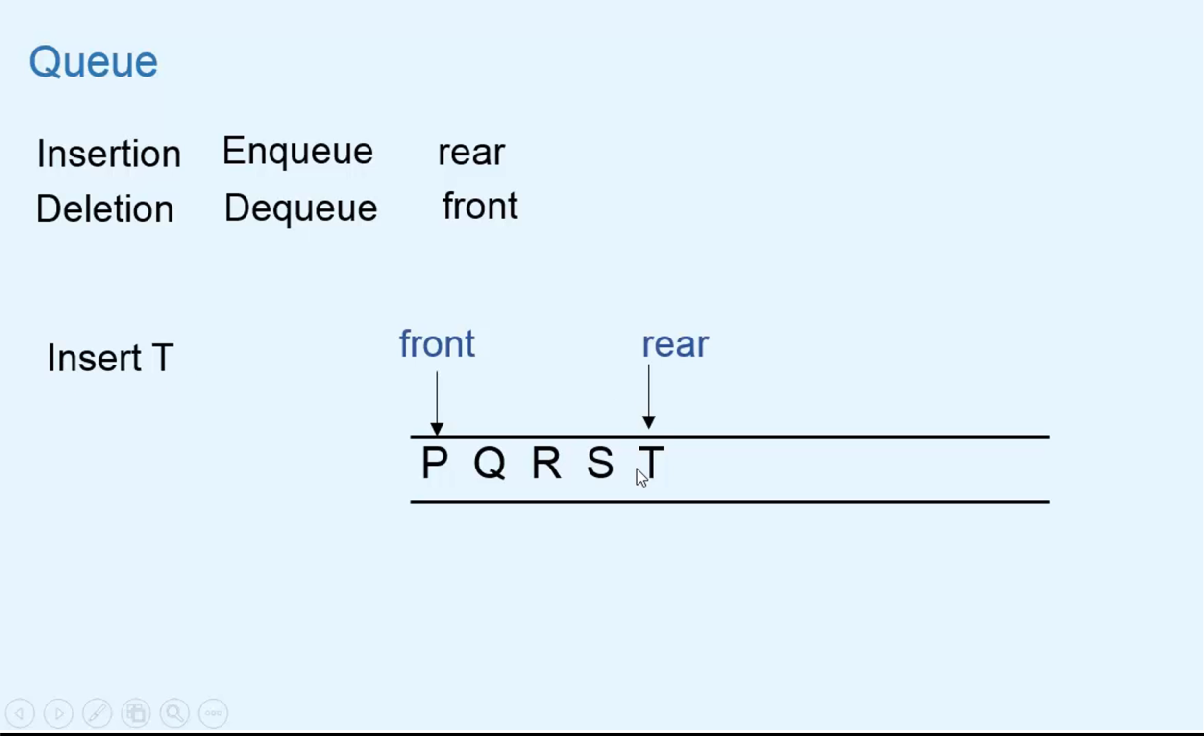 Queue
Insertion Enqueue rear
Deletion Dequeue front
front rear
Insert T
P Q R S T